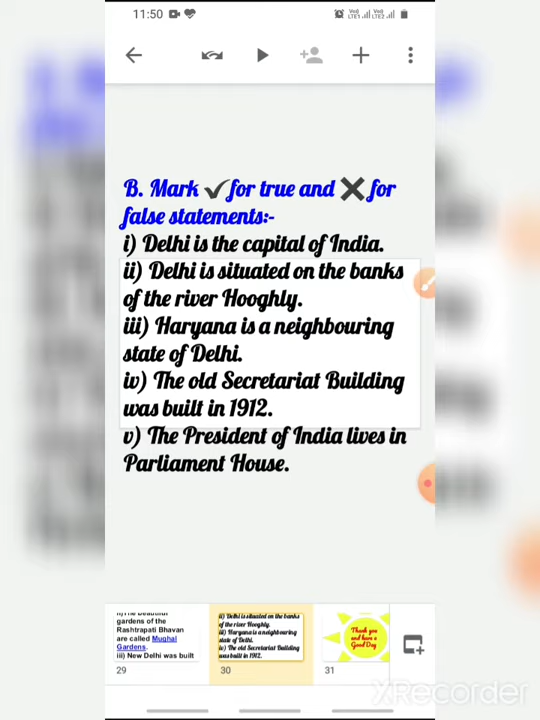 11:50
B. Mark ✔for true and ✖for
false statements:-
i) Delhi is the capital of India.
ii) Delhi is situated on the banks
of the river Hooghly.
iii) Haryana is a neighbouring
state of Delhi.
iv) The old Secretariat Building
was built in 1912.
v) The President of India lives in
Parliament House.
gardens of the
Rashtrapati Bhavan
are called Mughal
Gardens.
iii) New Delhi was built
29
ii) Delhi is situated on the banks
of the river Hooghly.
iii) Haryana is a neighbouring
state of Delhi.
iv) The old Secretariat Building
was built in 1912.
30
Thank you
and have a
Good Day
31
XRecorder